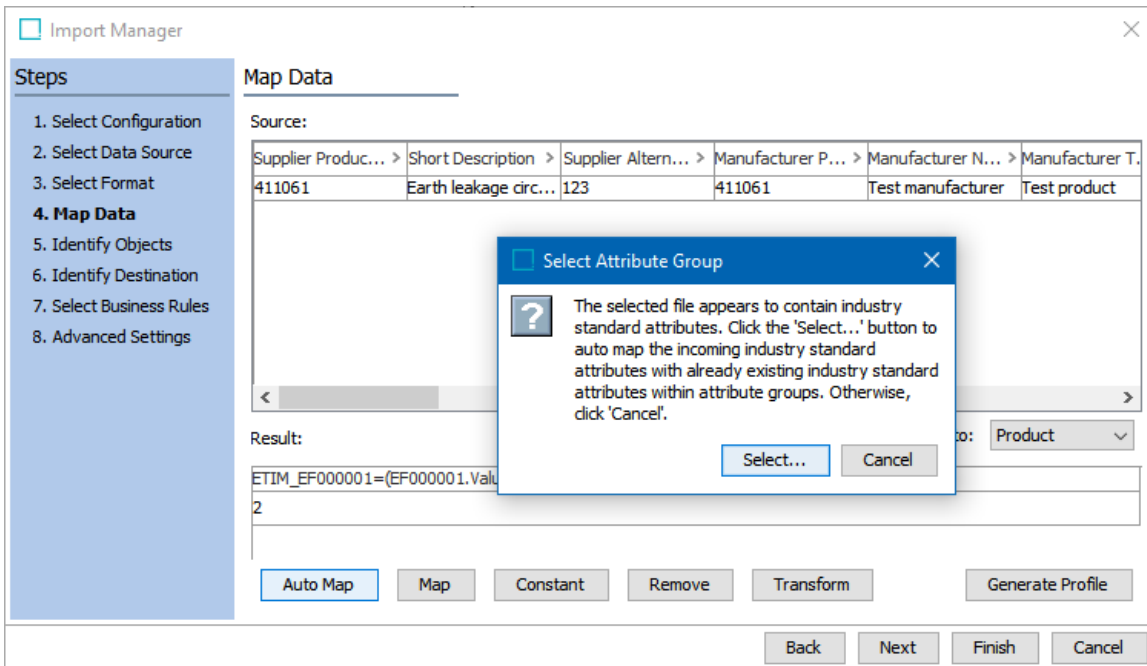 Import Manager
Steps
1. Select Configuration
2. Select Data Source
3. Select Format
4. Map Data
5. Identify Objects
6. Identify Destination
7. Select Business Rules
8. Advanced Settings
Map Data
Source:
Supplier Produc... > Short Description > Supplier Altern... > Manufacturer P... > Manufacturer N... > Manufacturer T.
411061 Earth leakage circ... 123 411061 Test manufacturer Test product
Select Attribute Group
The selected file appears to contain industry
standard attributes. Click the 'Select...' button to
auto map the incoming industry standard
attributes with already existing industry standard
attributes within attribute groups. Otherwise,
click 'Cancel'.
Select... Cancel
Result:
to: Product
ETIM_EF000001=(EF000001.Valu
2
Auto Map Map Constant Remove Transform Generate Profile
Back Next Finish Cancel